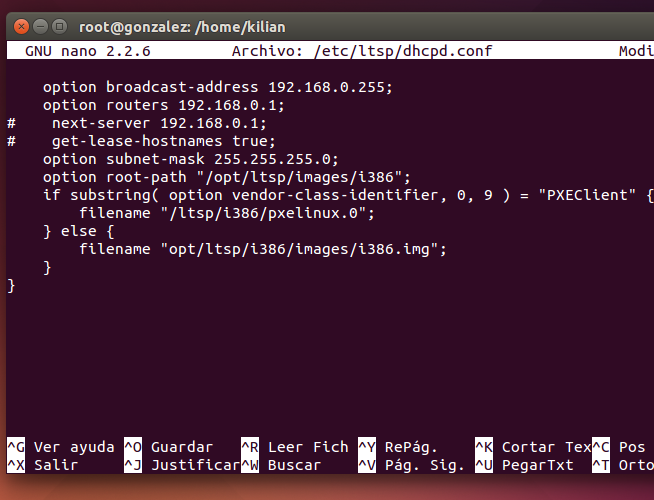 root@gonzalez: /home/kilian
GNU nano 2.2.6 Archivo: /etc/ltsp/dhcpd.conf Modi
option broadcast-address 192.168.0.255;
option routers 192.168.0.1;
# next-server 192.168.0.1;
# get-lease-hostnames true;
option subnet-mask 255.255.255.0;
option root-path "/opt/ltsp/images/i386";
if substring( option vendor-class-identifier, 0, 9 ) = "PXEClient" {
filename "/ltsp/i386/pxelinux.0";
} else {
filename "opt/ltsp/i386/images/i386.img";
}
}
^G Ver ayuda ^O Guardar ^R Leer Fich ^Y RePág. ^K Cortar Tex ^C Pos
^X Salir ^J Justificar ^W Buscar ^V Pág. Sig. ^U PegarTxt ^T Orto